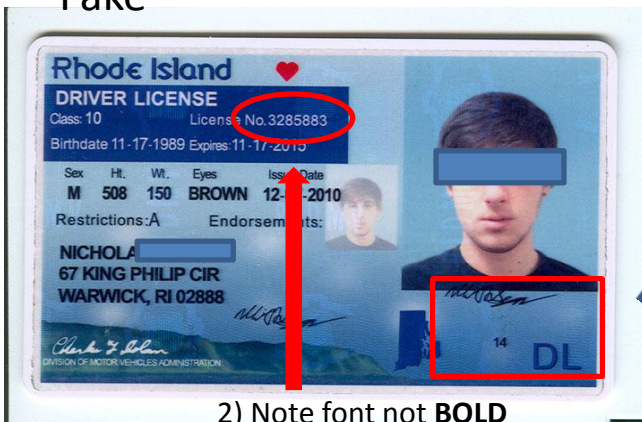 Fake
Rhode Island
DRIVER LICENSE
Class: 10 License No.3285883
Birthdate 11-17-1989 Expires:11-17-2015
Sex Ht. Wt. Eyes Date
M 508 150 BROWN 12- -2010
Restrictions:A Endorsements:
NICHOLA
67 KING PHILIP CIR
WARWICK, RI 02888
DIVISION OF MOTOR VEHICLES ADMINISTRATION
14 DL
2) Note font not BOLD